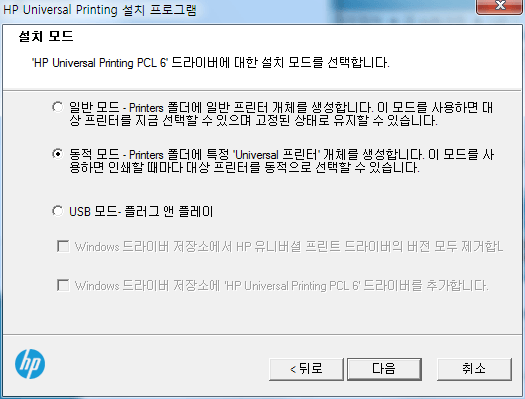 HP Universal Printing 설치 프로그램
설치 모드
'HP Universal Printing PCL 6' 드라이버에 대한 설치 모드를 선택합니다.
일반 모드 - Printers 폴더에 일반 프린터 개체를 생성합니다. 이 모드를 사용하면 대
상 프린터를 지금 선택할 수 있으며 고정된 상태로 유지할 수 있습니다.
동적 모드 - Printers 폴더에 특정 'Universal 프린터' 개체를 생성합니다. 이 모드를 사
용하면 인쇄할 때마다 대상 프린터를 동적으로 선택할 수 있습니다.
USB 모드- 플러그 앤 플레이
Windows 드라이버 저장소에서 HP 유니버셜 프린트 드라이버의 버전 모두 제거합
Windows 드라이버 저장소에 'HP Universal Printing PCL 6' 드라이버를 추가합니다.
hp
< 뒤로
다음
취소